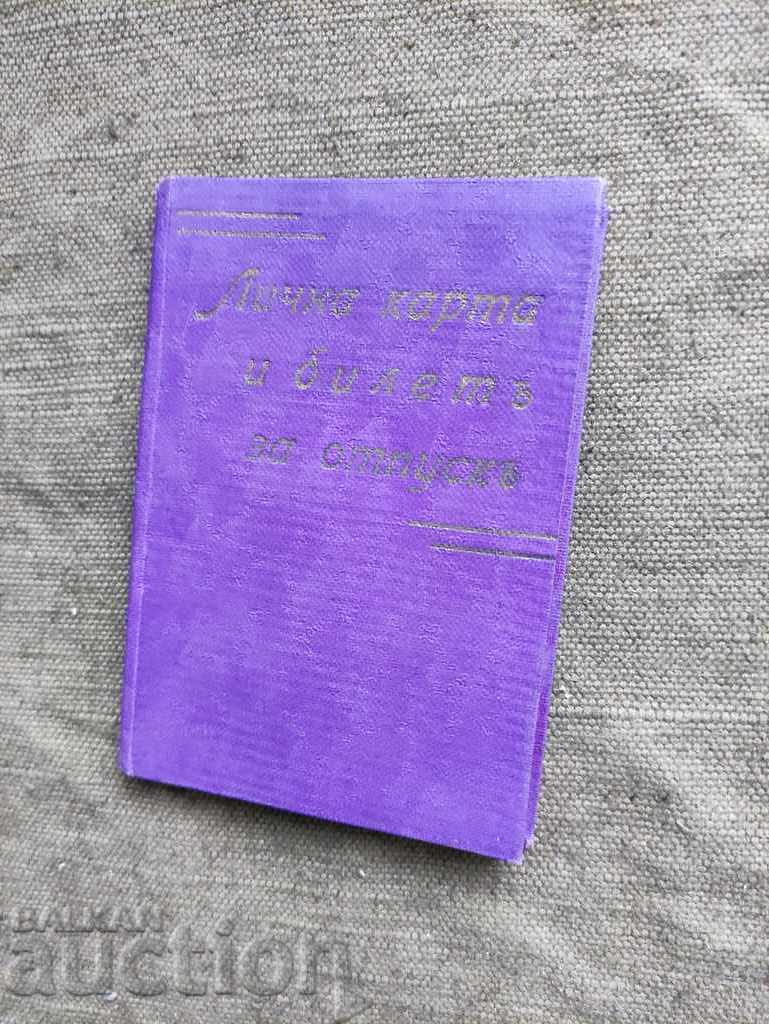 Лична карта
и билетъ
за отпускъ
BALKAN
auction